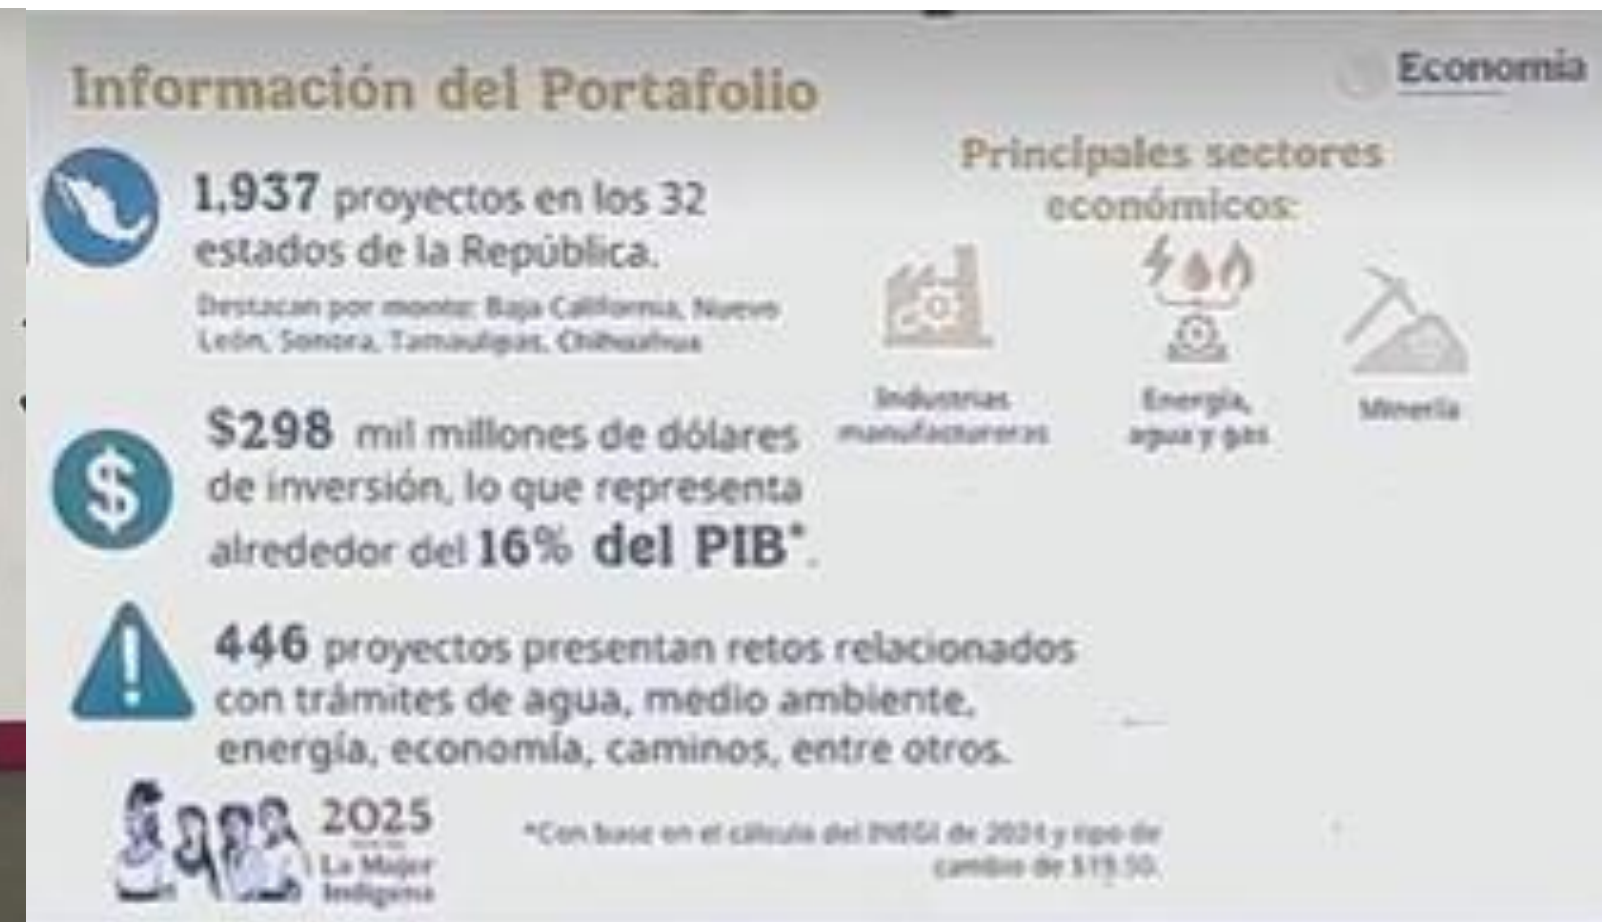 Información del Portafolio
Economía
1,937 proyectos en los 32
estados de la República.
Destacan por monto: Baja California, Nuevo
León, Sonora, Tamaulipas, Chihuahua
$298 mil millones de dólares
de inversión, lo que representa
alrededor del 16% del PIB*.
446 proyectos presentan retos relacionados
con trámites de agua, medio ambiente,
energía, economía, caminos, entre otros.
Principales sectores
económicos:
Industrias
manufactureras
Energía,
agua y gas
Minería
2025
La Mujer
Indígena
*Con base en el cálculo del INEGI de 2024 y tipo de
cambio de $19.50.